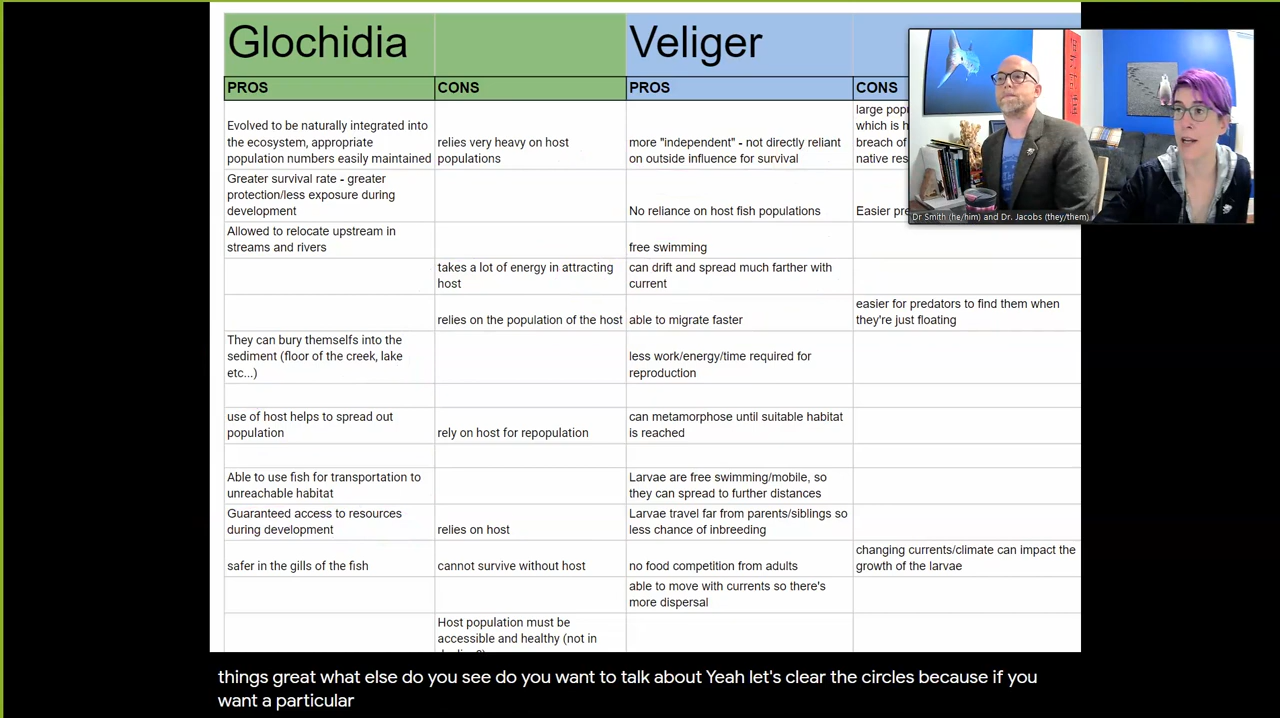 Glochidia
Veliger
PROS
CONS
PROS
CONS
Evolved to be naturally integrated into
the ecosystem, appropriate
population numbers easily maintained
relies very heavy on host
populations
more "independent" - not directly reliant
on outside influence for survival
large
which is
breach of
native
Greater survival rate - greater
protection/less exposure during
development
No reliance on host fish populations
Easier
Allowed to relocate upstream in
streams and rivers
free swimming
takes a lot of energy in attracting
host
can drift and spread much farther with
current
relies on the population of the host
able to migrate faster
easier for predators to find them when
they're just floating
They can bury themselfs into the
sediment (floor of the creek, lake
etc...)
less work/energy/time required for
reproduction
use of host helps to spread out
population
rely on host for repopulation
can metamorphose until suitable habitat
is reached
Able to use fish for transportation to
unreachable habitat
Larvae are free swimming/mobile, so
they can spread to further distances
Guaranteed access to resources
during development
relies on host
Larvae travel far from parents/siblings so
less chance of inbreeding
safer in the gills of the fish
cannot survive without host
no food competition from adults
changing currents/climate can impact the
growth of the larvae
able to move with currents so there's
more dispersal
Host population must be
accessible and healthy (not in
Dr Smith (he/him) and Dr. Jacobs (they/them)
things great what else do you see do you want to talk about Yeah let's clear the circles because if you
want a particular